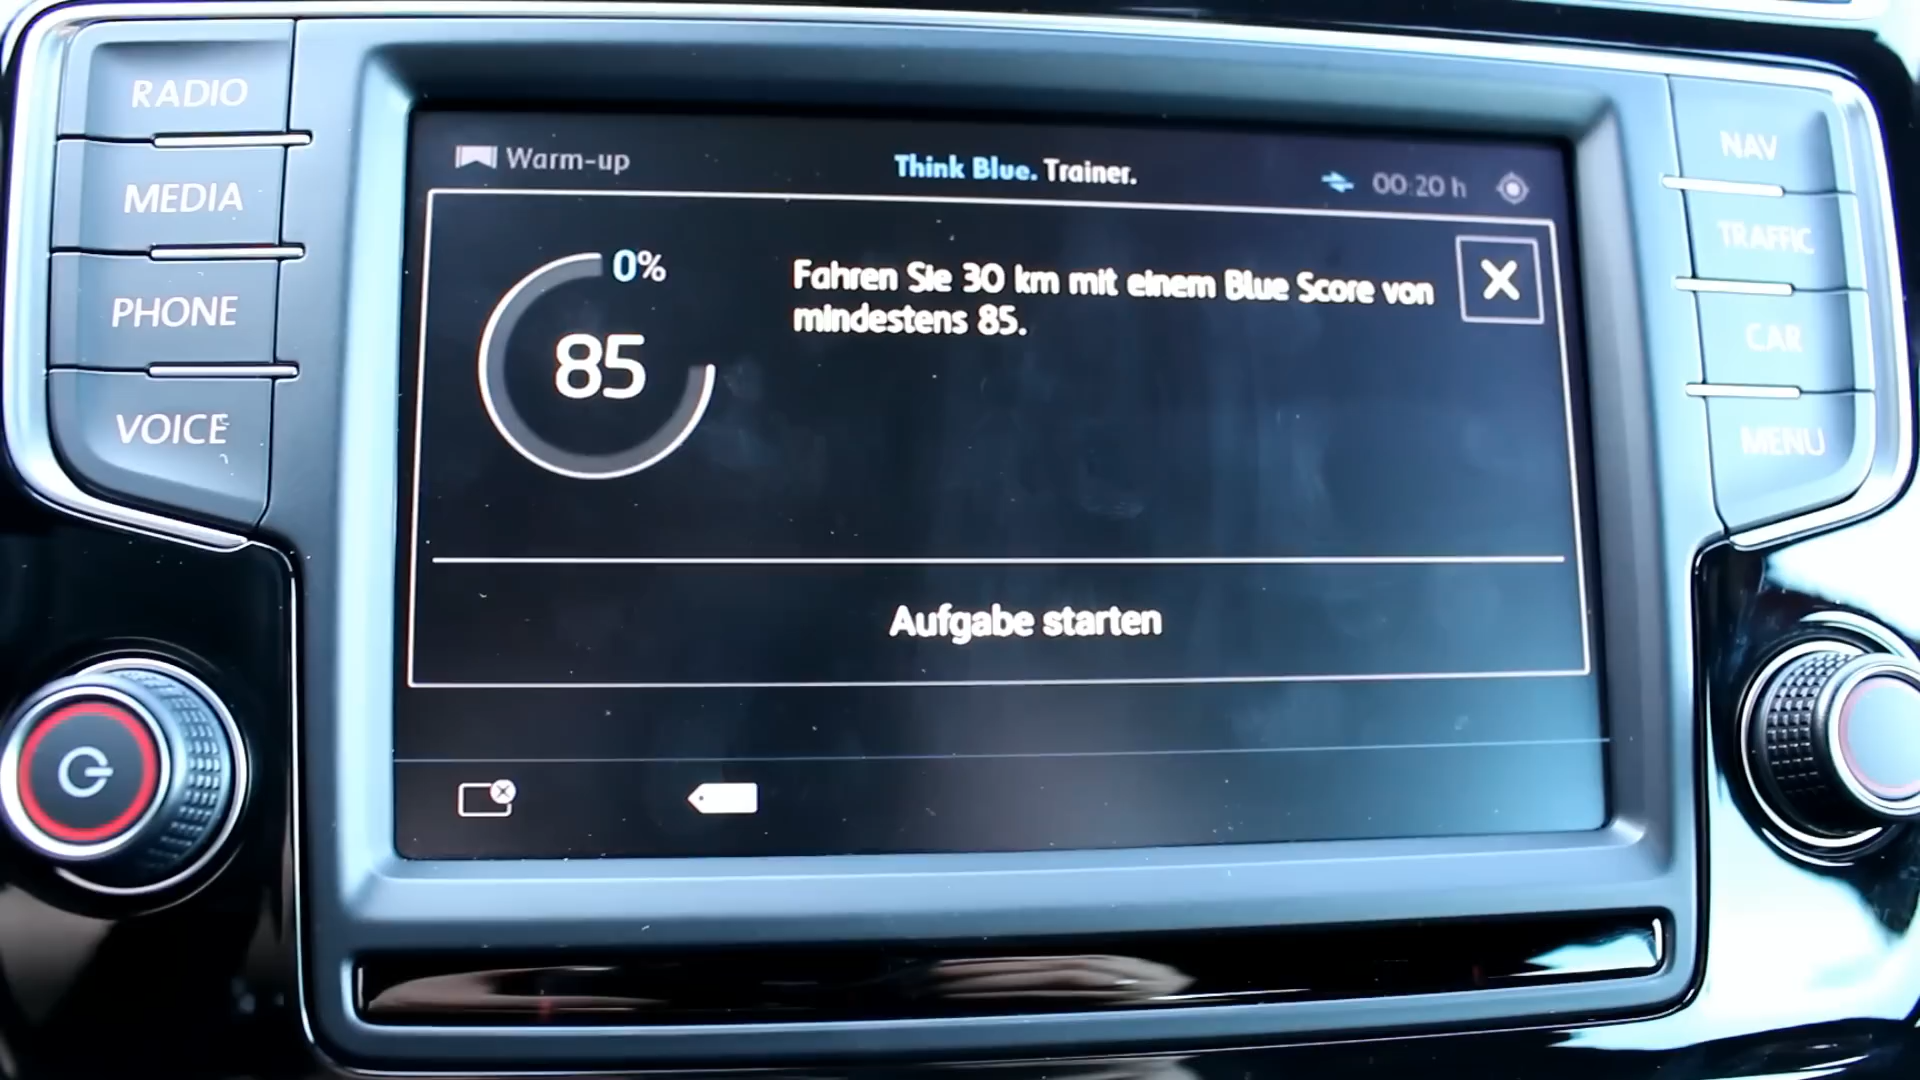 RADIO
MEDIA
PHONE
VOICE
NAV
TRAFFIC
CAR
MENU
Warm-up
Think Blue. Trainer.
00:20 h
0%
85
Fahren Sie 30 km mit einem Blue Score von
mindestens 85.
Aufgabe starten